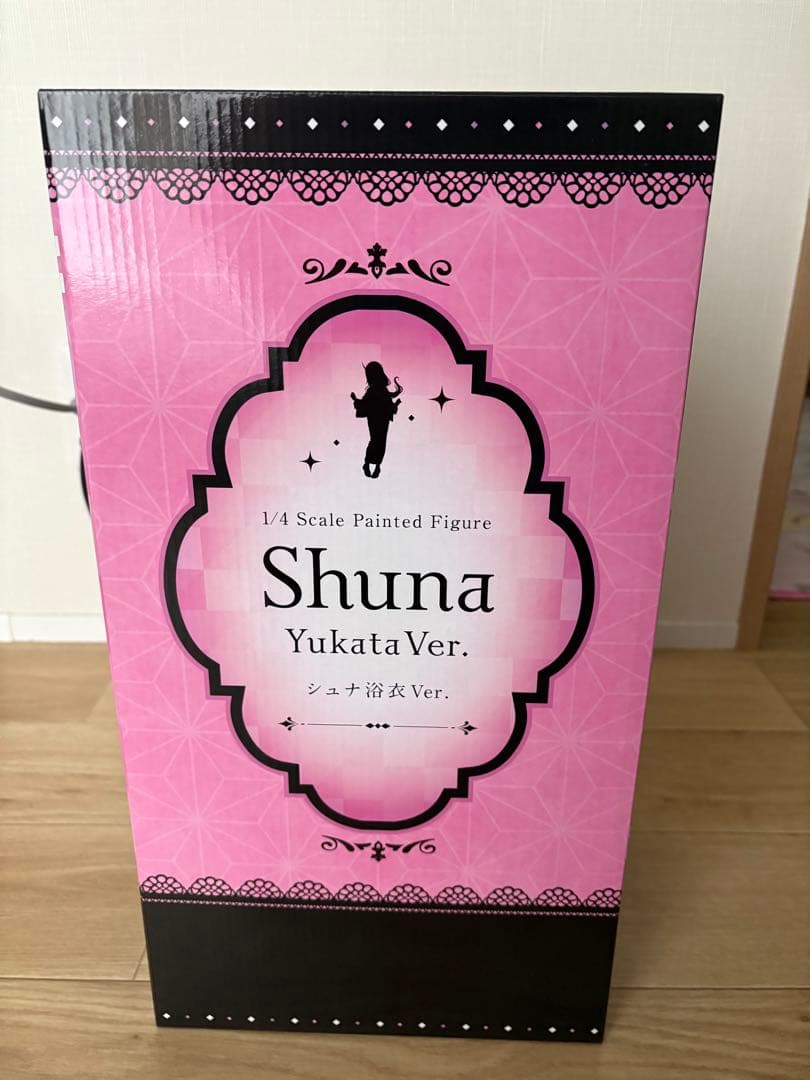 1/4 Scale Painted Figure
Shuna
Yukata Ver.
シュナ浴衣Ver.